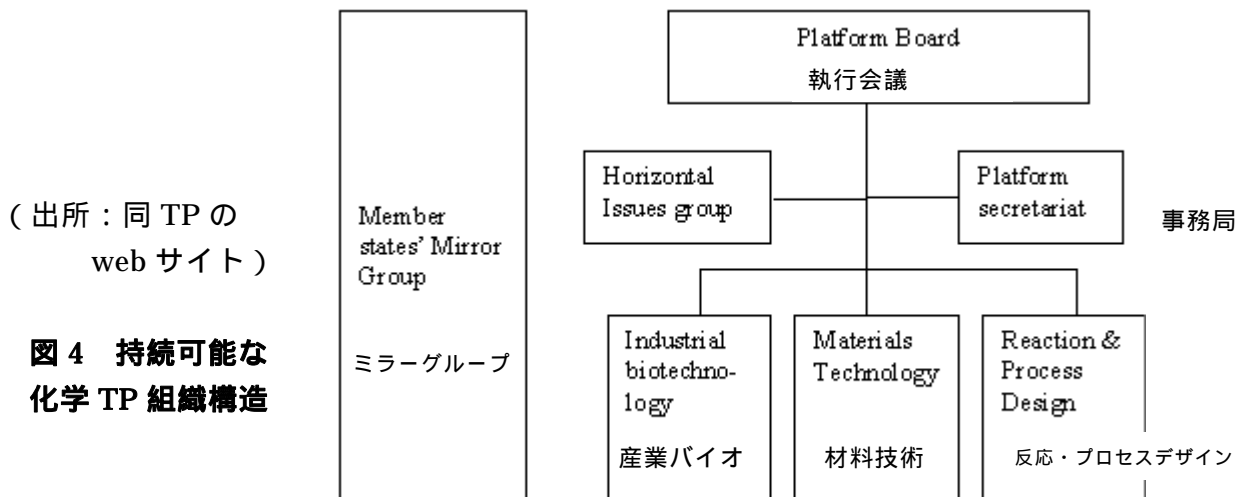 (出所:同 TP の
web サイト)
図 4 持続可能な
化学 TP 組織構造
Member
states' Mirror
Group
ミラーグループ
Platform Board
執行会議
Horizontal
Issues group
Platform
secretariat
事務局
Industrial
biotechno-
logy
産業バイオ
Materials
Technology
材料技術
Reaction &
Process
Design
反応・プロセスデザイン